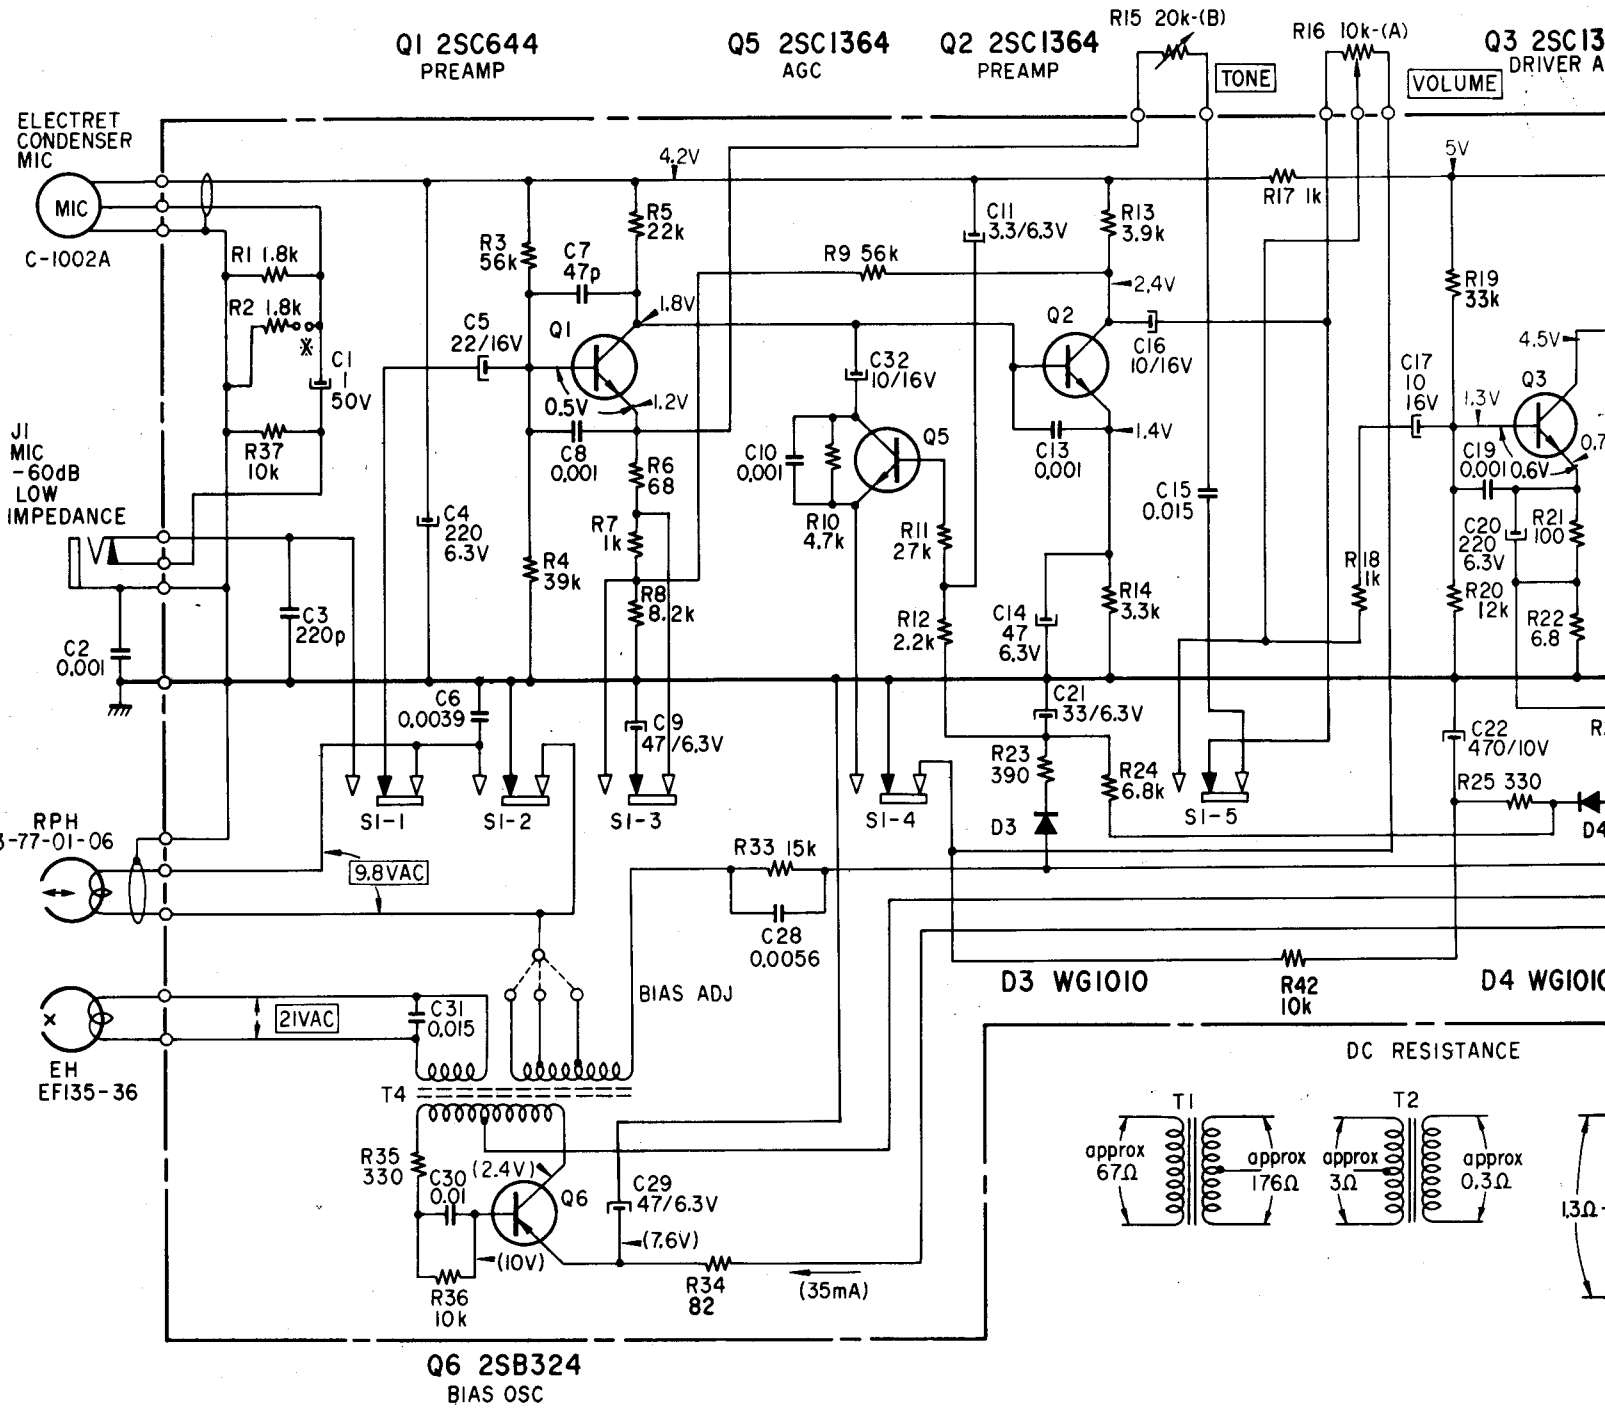 Q1 2SC644
PREAMP
Q5 2SC1364
AGC
Q2 2SC1364
PREAMP
R15 20k-(B)
TONE
R16 10k-(A)
VOLUME
Q3 2SC13
DRIVER A
ELECTRET
CONDENSER
MIC
MIC
C-1002A
4.2V
5V
R17 1k
R1 1.8k
R2 1.8k
C1
1
50V
R37
10k
R3
56k
C7
47p
R5
22k
R9 56k
C11
3.3/6.3V
R13
3.9k
2.4V
R19
33k
1.8V
C5
22/16V
Q1
0.5V
1.2V
C8
0.001
C32
10/16V
Q2
C16
10/16V
1.4V
C13
0.001
4.5V
Q3
C17
10
16V
1.3V
C19
0.001
0.6V
0.7
J1
MIC
-60dB
LOW
IMPEDANCE
R6
68
C10
0.001
Q5
R10
4.7k
R11
27k
C15
0.015
C4
220
6.3V
R7
1k
R4
39k
R8
8.2k
R12
2.2k
C14
47
6.3V
R14
3.3k
R18
1k
C20
220
6.3V
R21
100
R20
12k
R22
6.8
C2
0.001
C3
220p
C6
0.0039
C9
47/6.3V
C21
33/6.3V
R23
390
R24
6.8k
C22
470/10V
R25 330
S1-1
S1-2
S1-3
S1-4
S1-5
D3
D4
RPH
-77-01-06
9.8VAC
R33 15k
C28
0.0056
D3 WG1010
R42
10k
D4 WG1010
21VAC
C31
0.015
BIAS ADJ
EH
EF135-36
T4
DC RESISTANCE
T1
approx
67Ω
approx
176Ω
T2
approx
3Ω
approx
0.3Ω
1.3Ω
R35
330
C30
0.01
(2.4V)
Q6
C29
47/6.3V
(7.6V)
(10V)
R36
10k
R34
82
(35mA)
Q6 2SB324
BIAS OSC